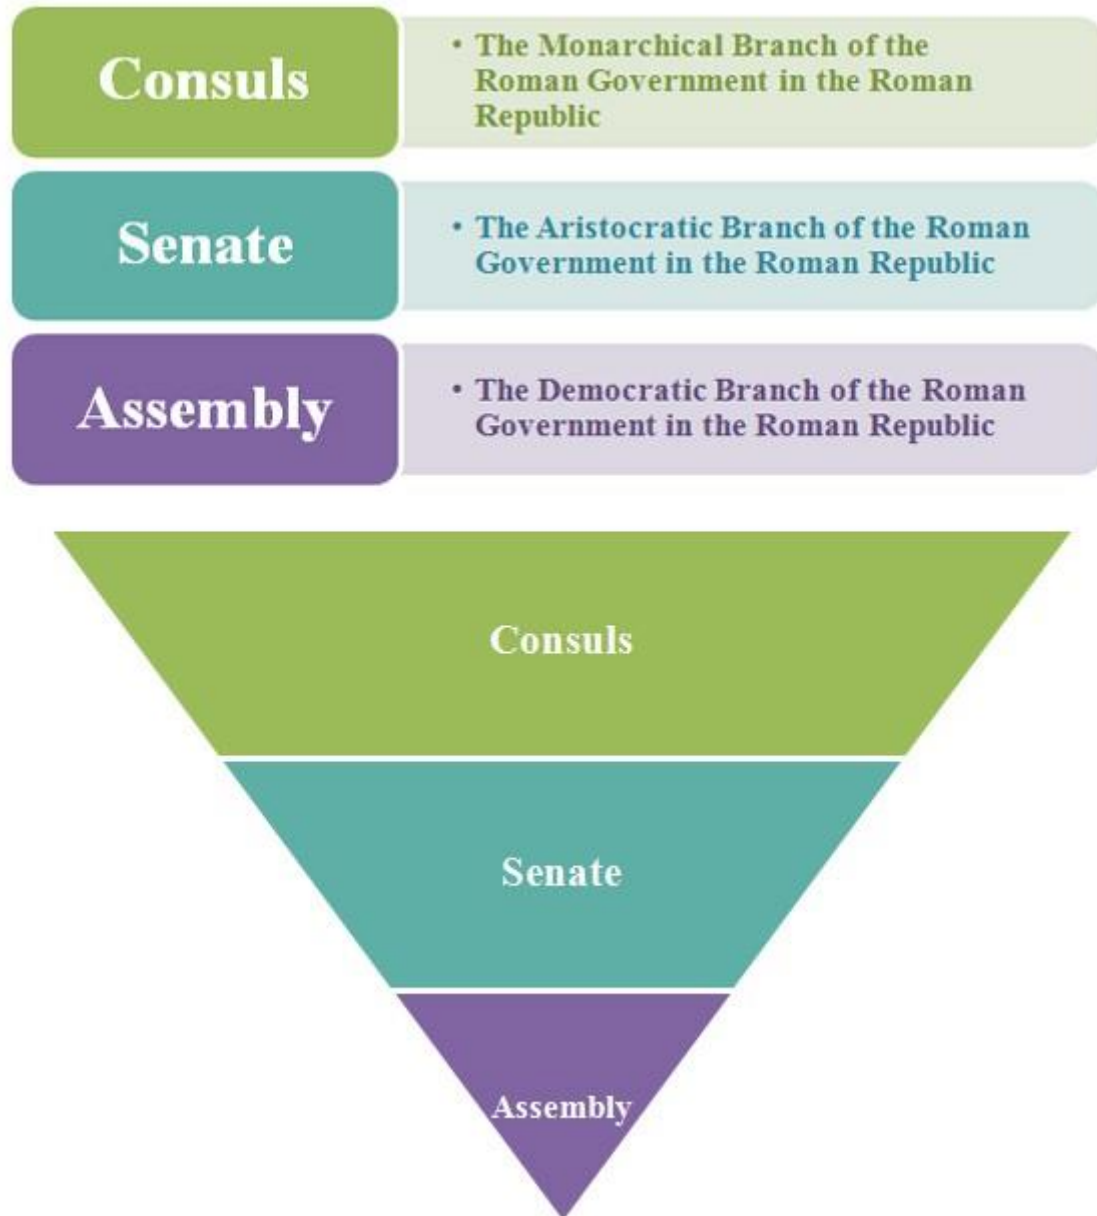 Consuls
• The Monarchical Branch of the
Roman Government in the Roman
Republic
Senate
• The Aristocratic Branch of the Roman
Government in the Roman Republic
Assembly
• The Democratic Branch of the Roman
Government in the Roman Republic
Consuls
Senate
Assembly